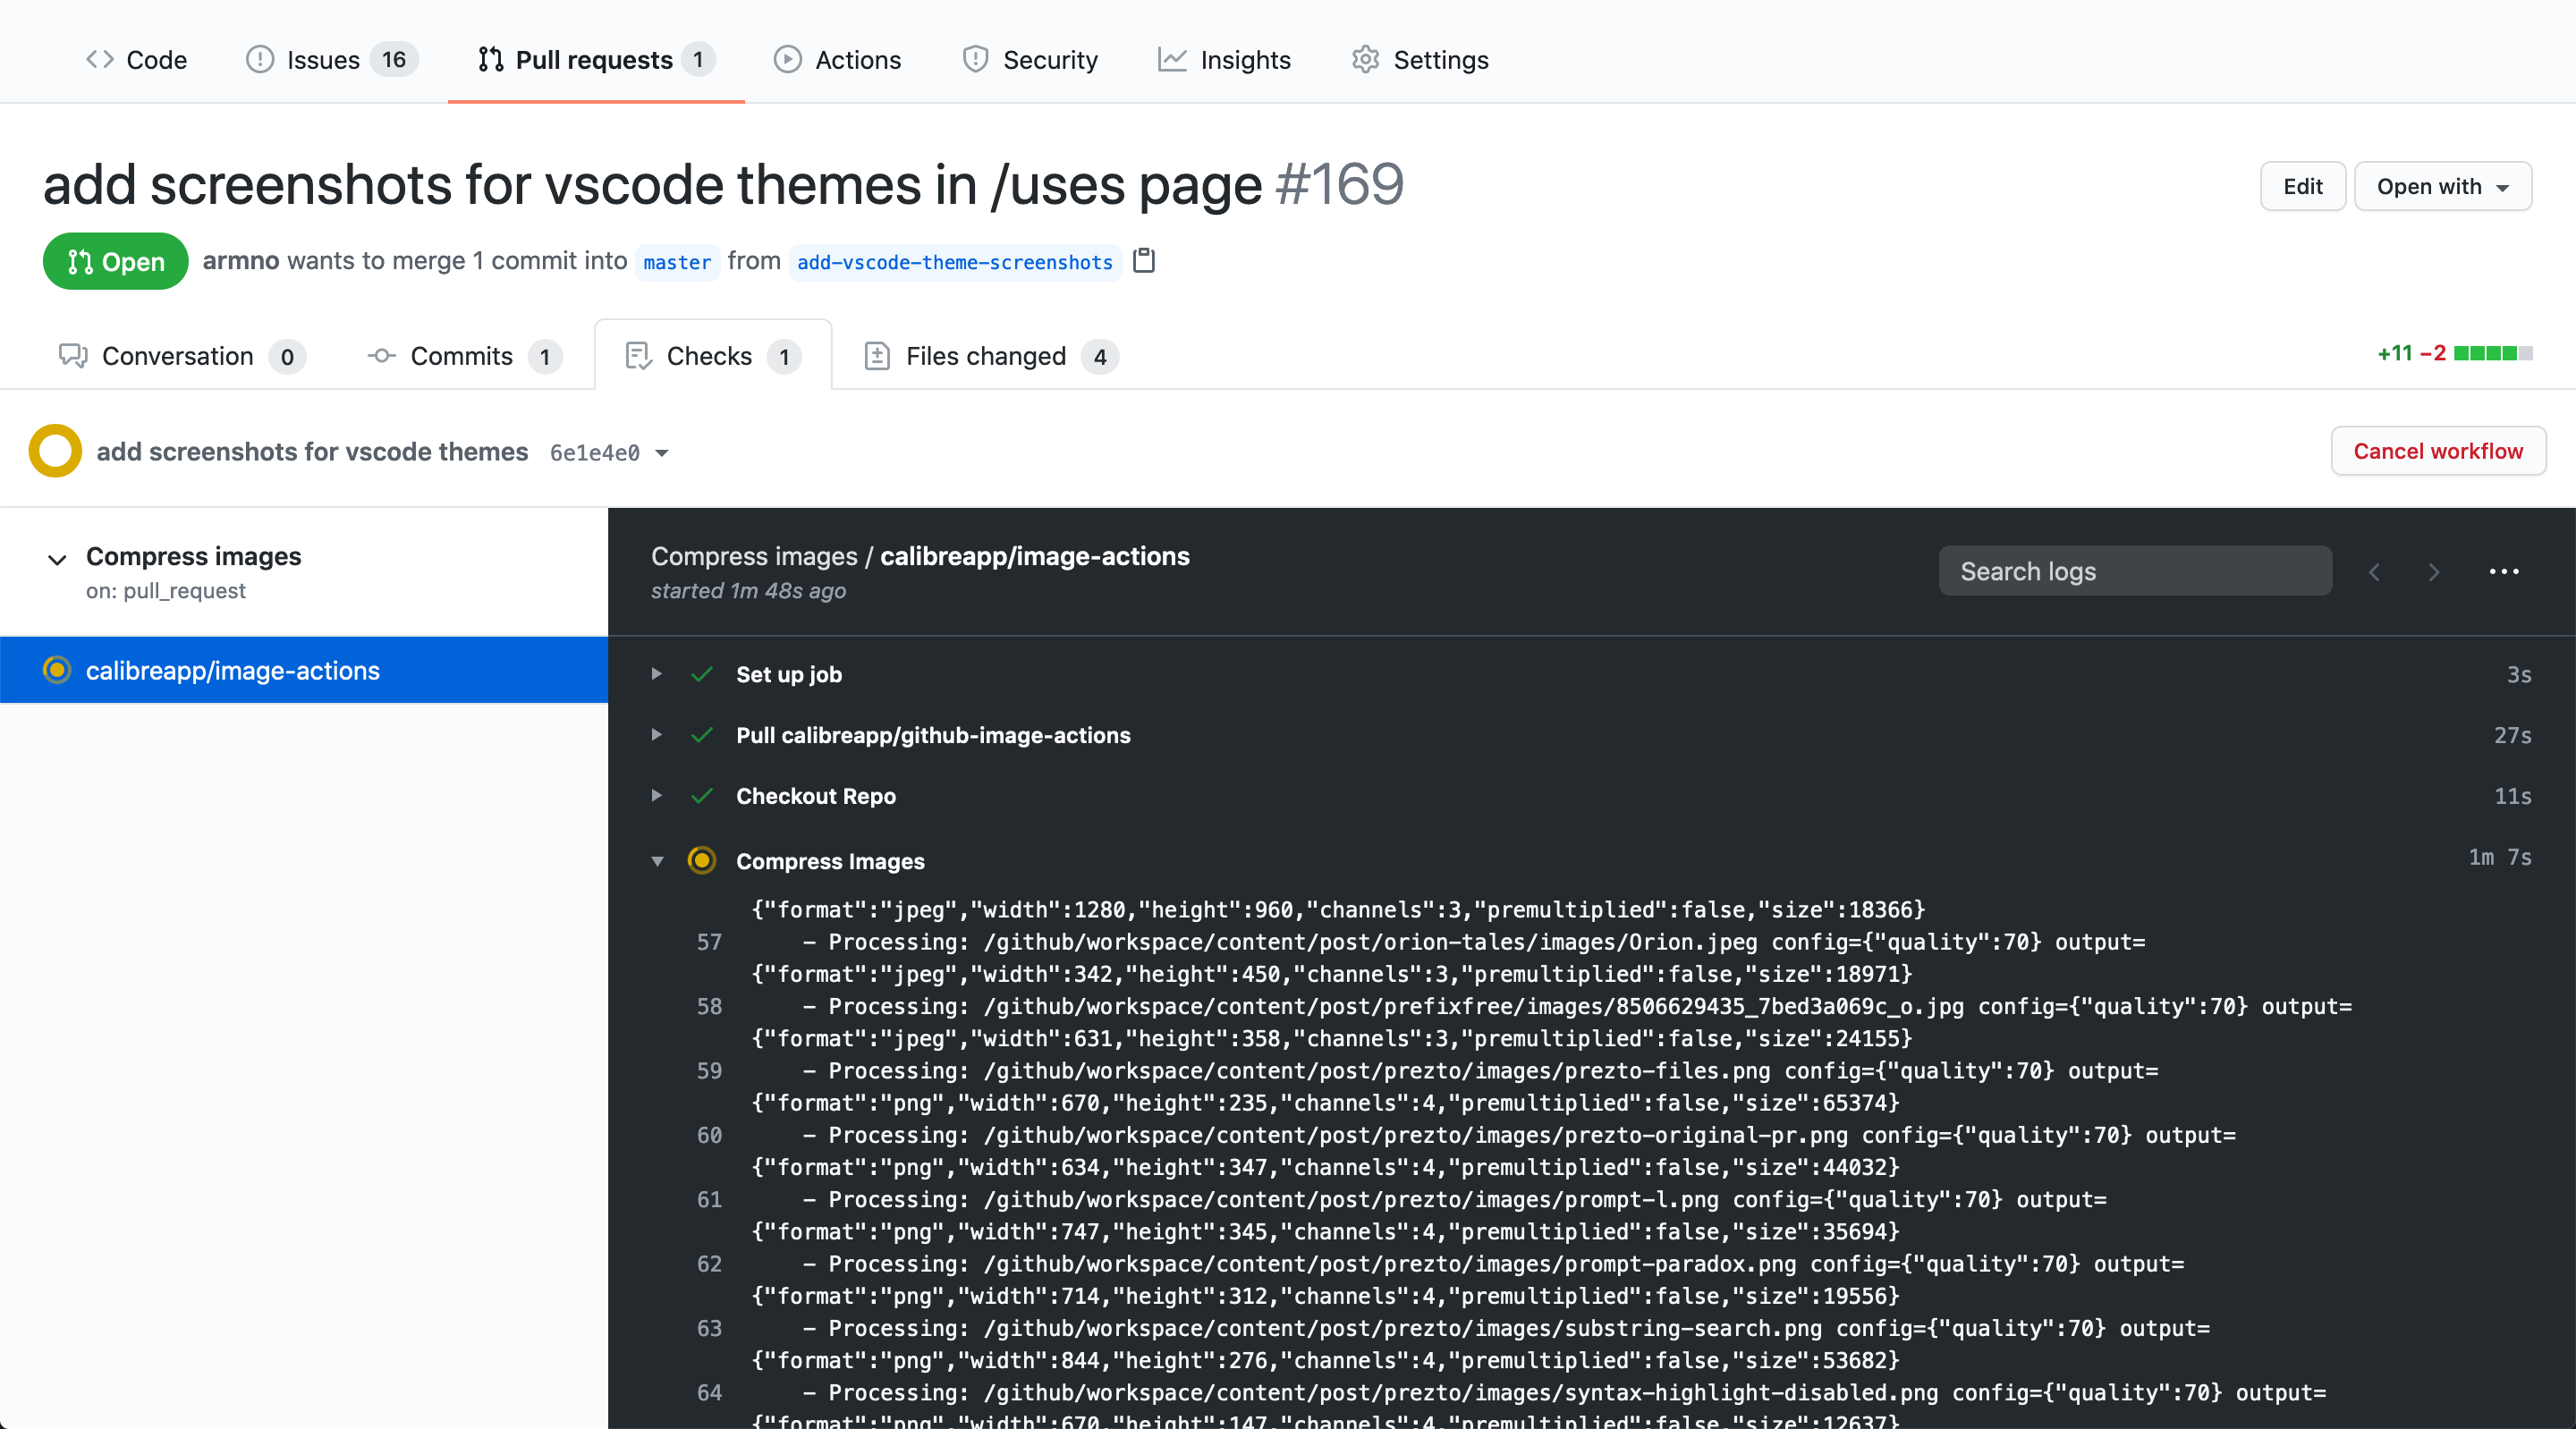 Code Issues 16 Pull requests 1 Actions Security Insights Settings
add screenshots for vscode themes in /uses page #169
Edit Open with
Open armno wants to merge 1 commit into master from add-vscode-theme-screenshots
Conversation 0 Commits 1 Checks 1 Files changed 4 +11 −2
add screenshots for vscode themes 6e1e4e0
Cancel workflow
Compress images
on: pull_request
calibreapp/image-actions
Compress images / calibreapp/image-actions
started 1m 48s ago
Search logs
Set up job 3s
Pull calibreapp/github-image-actions 27s
Checkout Repo 11s
Compress Images 1m 7s
{"format":"jpeg","width":1280,"height":960,"channels":3,"premultiplied":false,"size":18366}
57 – Processing: /github/workspace/content/post/orion-tales/images/Orion.jpeg config={"quality":70} output=
{"format":"jpeg","width":342,"height":450,"channels":3,"premultiplied":false,"size":18971}
58 – Processing: /github/workspace/content/post/prefixfree/images/8506629435_7bed3a069c_o.jpg config={"quality":70} output=
{"format":"jpeg","width":631,"height":358,"channels":3,"premultiplied":false,"size":24155}
59 – Processing: /github/workspace/content/post/prezto/images/prezto-files.png config={"quality":70} output=
{"format":"png","width":670,"height":235,"channels":4,"premultiplied":false,"size":65374}
60 – Processing: /github/workspace/content/post/prezto/images/prezto-original-pr.png config={"quality":70} output=
{"format":"png","width":634,"height":347,"channels":4,"premultiplied":false,"size":44032}
61 – Processing: /github/workspace/content/post/prezto/images/prompt-l.png config={"quality":70} output=
{"format":"png","width":747,"height":345,"channels":4,"premultiplied":false,"size":35694}
62 – Processing: /github/workspace/content/post/prezto/images/prompt-paradox.png config={"quality":70} output=
{"format":"png","width":714,"height":312,"channels":4,"premultiplied":false,"size":19556}
63 – Processing: /github/workspace/content/post/prezto/images/substring-search.png config={"quality":70} output=
{"format":"png","width":844,"height":276,"channels":4,"premultiplied":false,"size":53682}
64 – Processing: /github/workspace/content/post/prezto/images/syntax-highlight-disabled.png config={"quality":70} output=
{"format":"png","width":670,"height":147,"channels":4,"premultiplied":false,"size":12637}